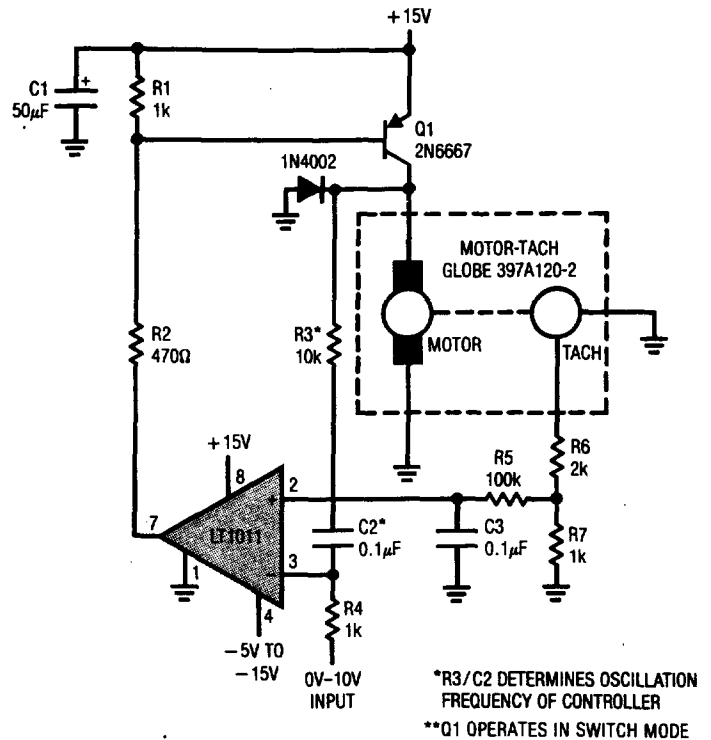 +15V
C1
+
50μF
R1
1k
Q1
2N6667
1N4002
MOTOR-TACH
GLOBE 397A120-2
R2
470Ω
R3*
10k
MOTOR
TACH
+15V
8
R5
100k
R6
2k
2
+
7
LT1011
C2*
0.1μF
C3
0.1μF
R7
1k
1
3
−
4
R4
1k
−5V TO
−15V
0V–10V
INPUT
*R3/C2 DETERMINES OSCILLATION
FREQUENCY OF CONTROLLER
**Q1 OPERATES IN SWITCH MODE